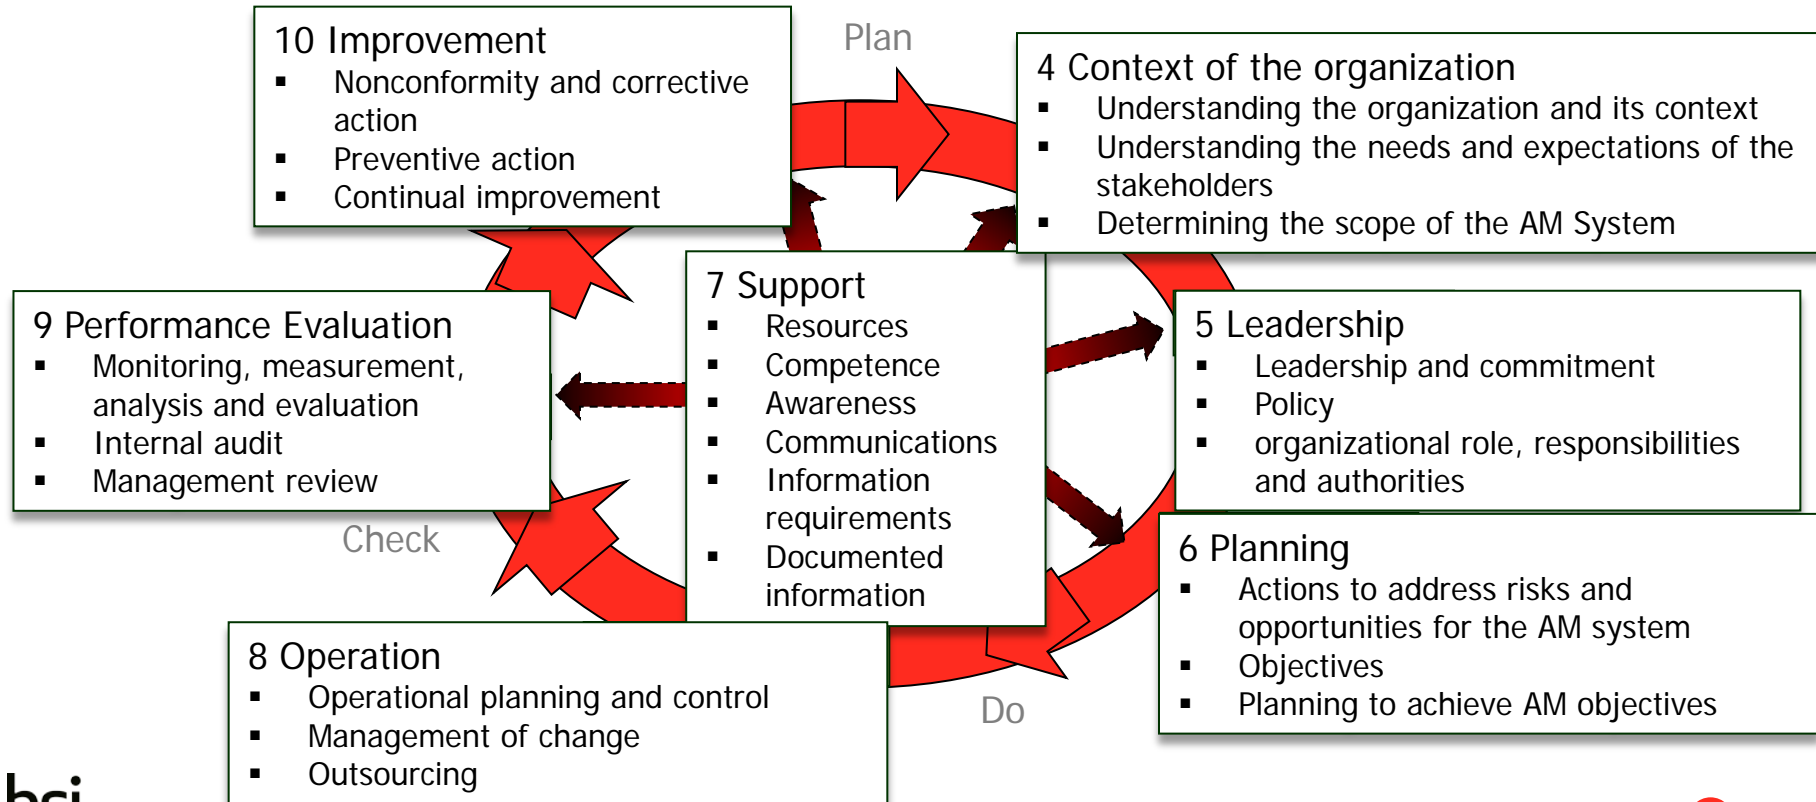 Plan
10 Improvement
▪ Nonconformity and corrective
action
▪ Preventive action
▪ Continual improvement
4 Context of the organization
▪ Understanding the organization and its context
▪ Understanding the needs and expectations of the
stakeholders
▪ Determining the scope of the AM System
7 Support
▪ Resources
▪ Competence
▪ Awareness
▪ Communications
▪ Information
requirements
▪ Documented
information
9 Performance Evaluation
▪ Monitoring, measurement,
analysis and evaluation
▪ Internal audit
▪ Management review
5 Leadership
▪ Leadership and commitment
▪ Policy
▪ organizational role, responsibilities
and authorities
Check
6 Planning
▪ Actions to address risks and
opportunities for the AM system
▪ Objectives
▪ Planning to achieve AM objectives
8 Operation
▪ Operational planning and control
▪ Management of change
▪ Outsourcing
Do
bsi